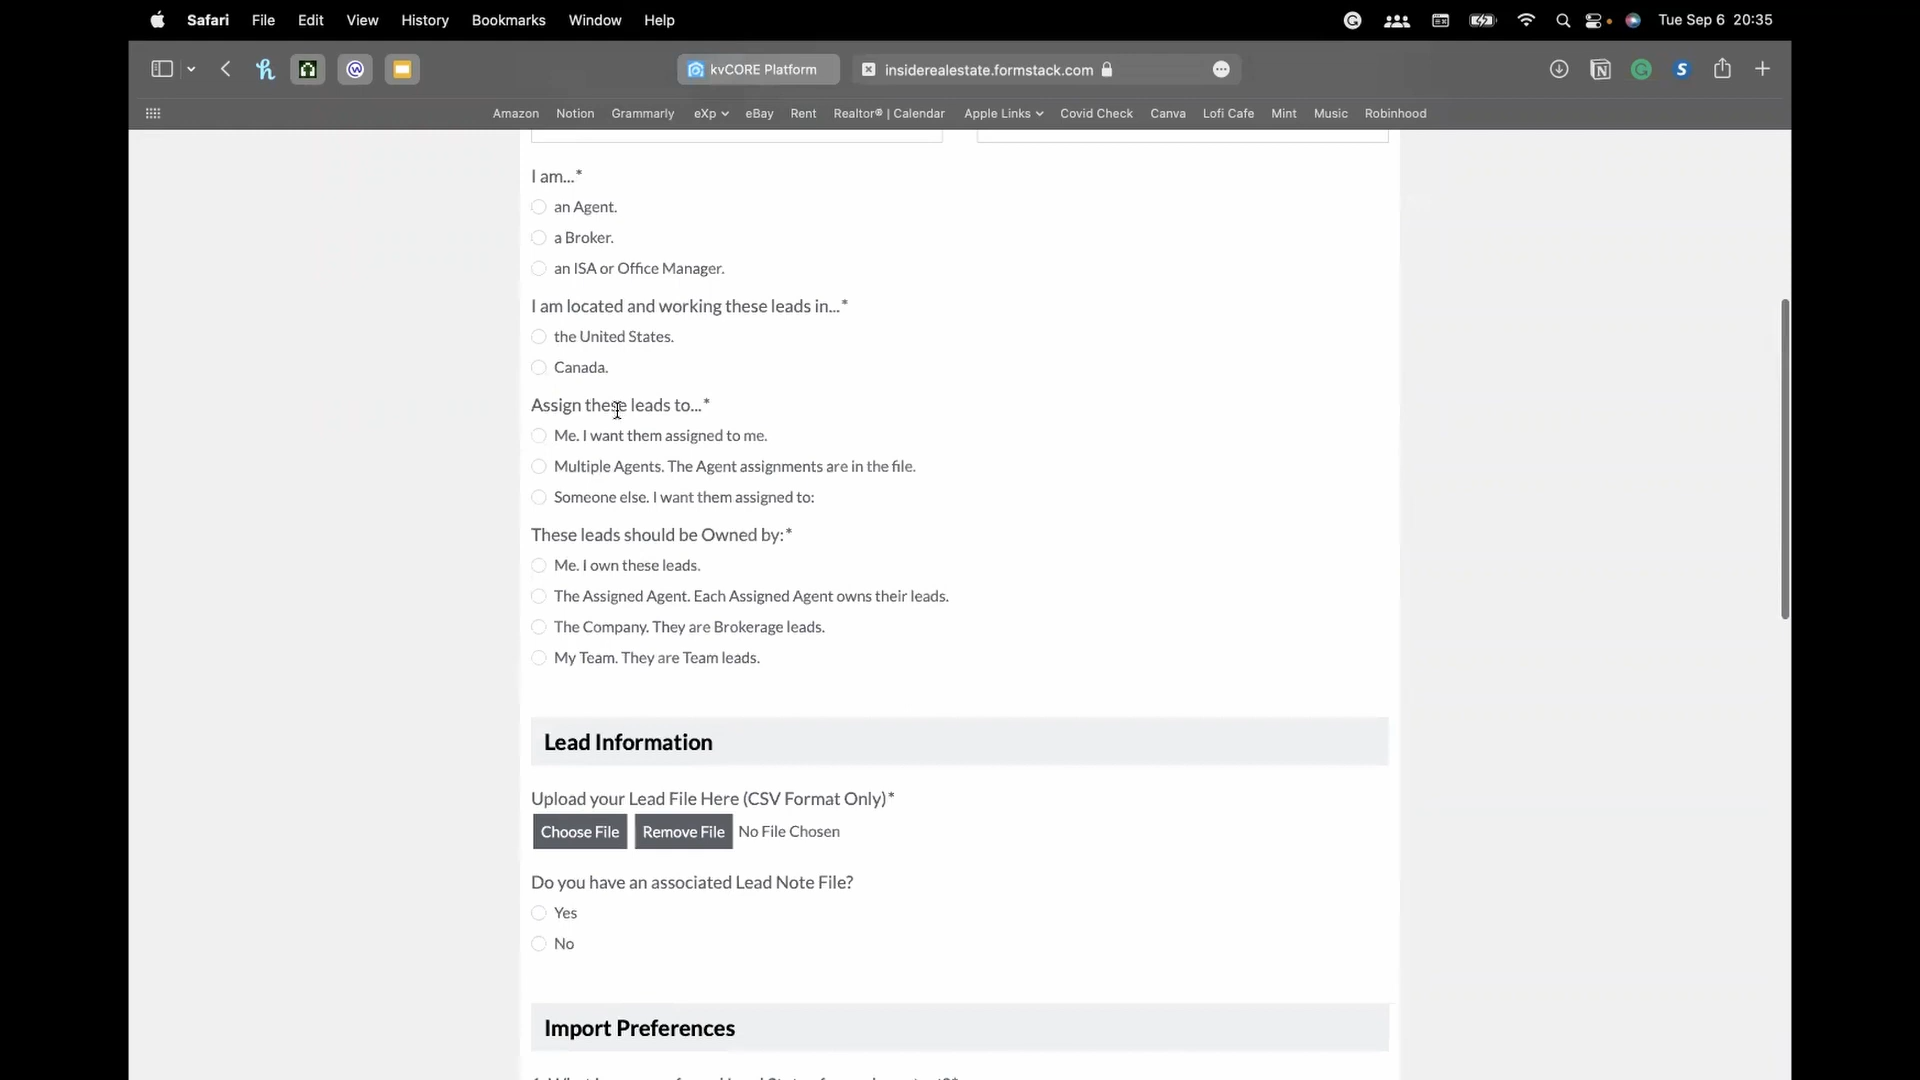 Safari File Edit View History Bookmarks Window Help Tue Sep 6 20:35
kvCORE Platform insiderealestate.formstack.com
Amazon Notion Grammarly eXp eBay Rent Realtor® | Calendar Apple Links Covid Check Canva Lofi Cafe Mint Music Robinhood
I am...*
an Agent.
a Broker.
an ISA or Office Manager.
I am located and working these leads in...*
the United States.
Canada.
Assign these leads to...*
Me. I want them assigned to me.
Multiple Agents. The Agent assignments are in the file.
Someone else. I want them assigned to:
These leads should be Owned by:*
Me. I own these leads.
The Assigned Agent. Each Assigned Agent owns their leads.
The Company. They are Brokerage leads.
My Team. They are Team leads.
Lead Information
Upload your Lead File Here (CSV Format Only)*
Choose File Remove File No File Chosen
Do you have an associated Lead Note File?
Yes
No
Import Preferences